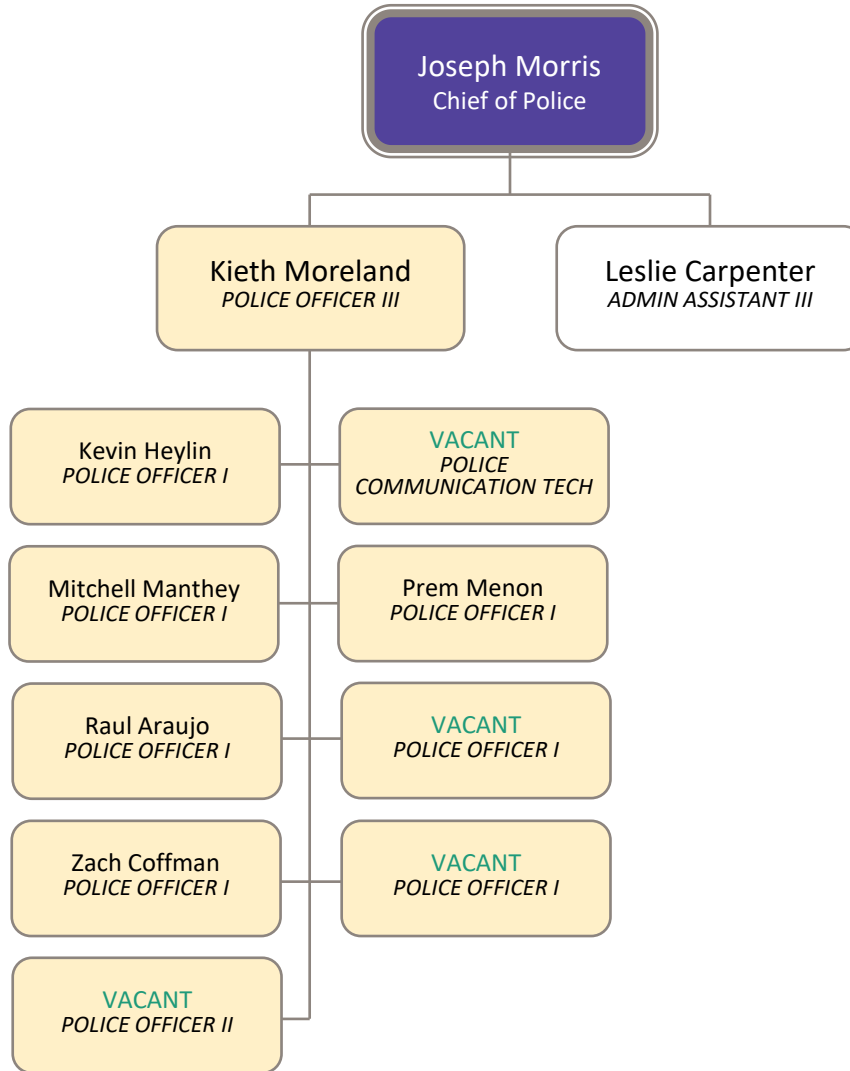 Joseph Morris
Chief of Police
Kieth Moreland
POLICE OFFICER III
Leslie Carpenter
ADMIN ASSISTANT III
Kevin Heylin
POLICE OFFICER I
VACANT
POLICE
COMMUNICATION TECH
Mitchell Manthey
POLICE OFFICER I
Prem Menon
POLICE OFFICER I
Raul Araujo
POLICE OFFICER I
VACANT
POLICE OFFICER I
Zach Coffman
POLICE OFFICER I
VACANT
POLICE OFFICER I
VACANT
POLICE OFFICER II